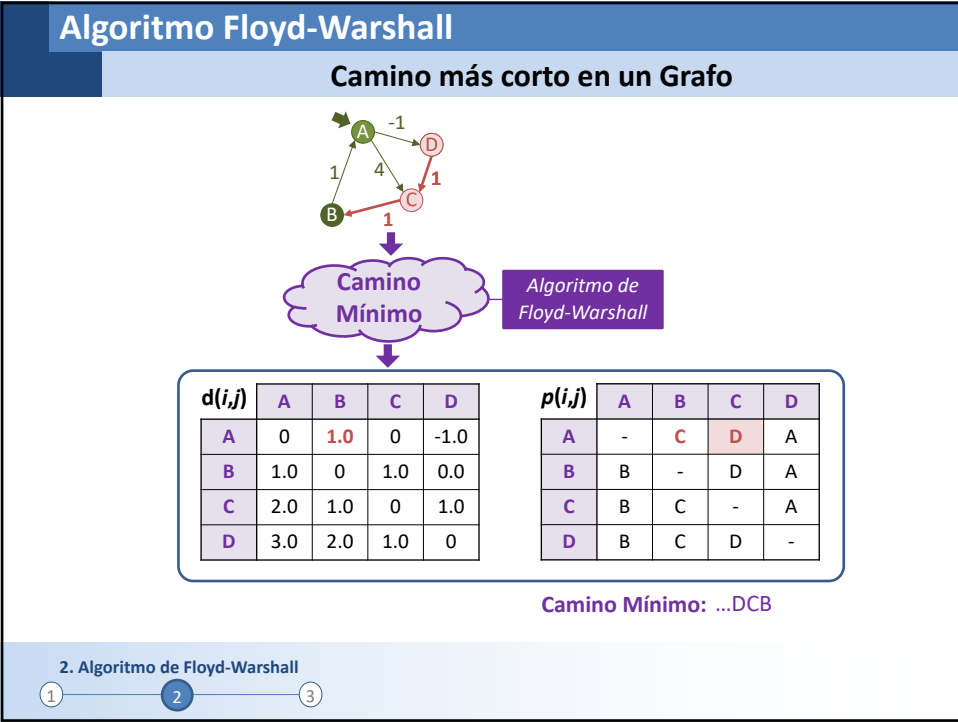 Algoritmo Floyd-Warshall
Camino más corto en un Grafo
A -1 D
1 4 1
B 1 C
Camino
Mínimo
Algoritmo de
Floyd-Warshall
d(i,j) A B C D
A 0 1.0 0 -1.0
B 1.0 0 1.0 0.0
C 2.0 1.0 0 1.0
D 3.0 2.0 1.0 0
p(i,j) A B C D
A - C D A
B B - D A
C B C - A
D B C D -
Camino Mínimo: ...DCB
2. Algoritmo de Floyd-Warshall
1 2 3